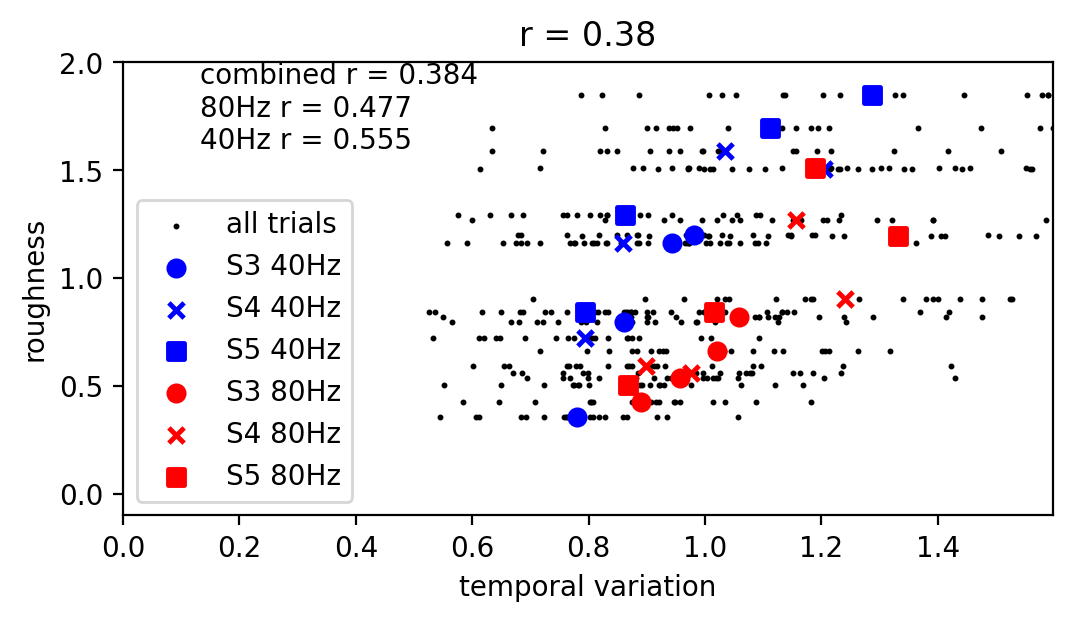 r = 0.38
combined r = 0.384
80Hz r = 0.477
40Hz r = 0.555
all trials
S3 40Hz
S4 40Hz
S5 40Hz
S3 80Hz
S4 80Hz
S5 80Hz
roughness
2.0
1.5
1.0
0.5
0.0
0.0 0.2 0.4 0.6 0.8 1.0 1.2 1.4
temporal variation